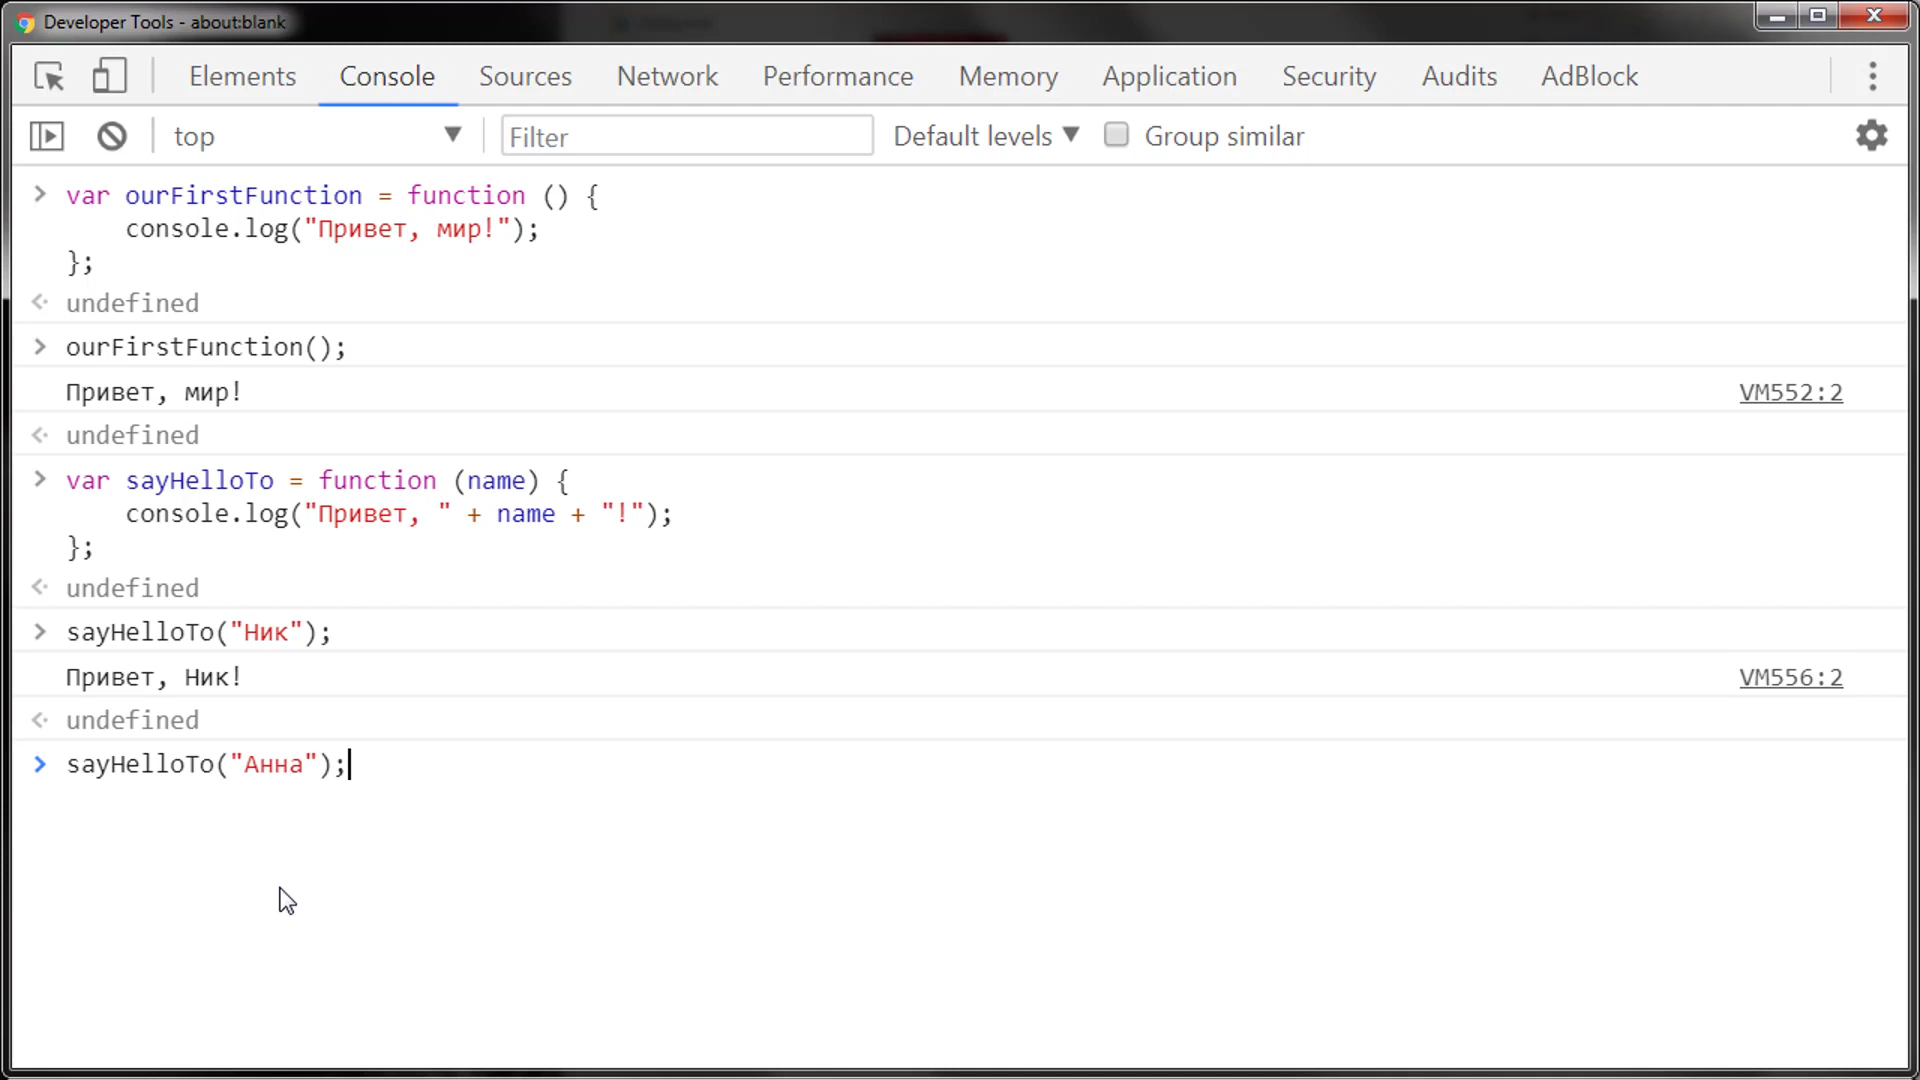 Developer Tools - about:blank
Elements Console Sources Network Performance Memory Application Security Audits AdBlock
top Filter Default levels Group similar
> var ourFirstFunction = function () {
console.log("Привет, мир!");
};
undefined
> ourFirstFunction();
Привет, мир! VM552:2
undefined
> var sayHelloTo = function (name) {
console.log("Привет, " + name + "!");
};
undefined
> sayHelloTo("Ник");
Привет, Ник! VM556:2
undefined
> sayHelloTo("Анна");